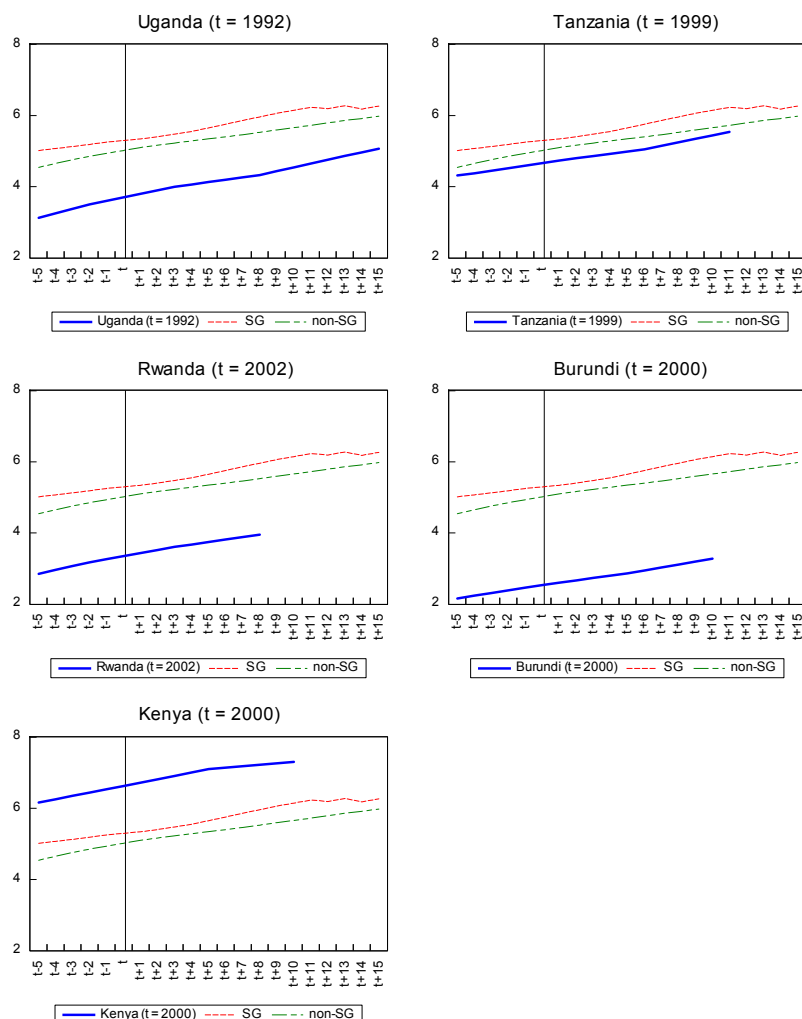 Uganda (t = 1992)
8
6
4
2
t-5 t-4 t-3 t-2 t-1 t t+1 t+2 t+3 t+4 t+5 t+6 t+7 t+8 t+9 t+10 t+11 t+12 t+13 t+14 t+15
Uganda (t = 1992) SG non-SG
Tanzania (t = 1999)
8
6
4
2
t-5 t-4 t-3 t-2 t-1 t t+1 t+2 t+3 t+4 t+5 t+6 t+7 t+8 t+9 t+10 t+11 t+12 t+13 t+14 t+15
Tanzania (t = 1999) SG non-SG
Rwanda (t = 2002)
8
6
4
2
t-5 t-4 t-3 t-2 t-1 t t+1 t+2 t+3 t+4 t+5 t+6 t+7 t+8 t+9 t+10 t+11 t+12 t+13 t+14 t+15
Rwanda (t = 2002) SG non-SG
Burundi (t = 2000)
8
6
4
2
t-5 t-4 t-3 t-2 t-1 t t+1 t+2 t+3 t+4 t+5 t+6 t+7 t+8 t+9 t+10 t+11 t+12 t+13 t+14 t+15
Burundi (t = 2000) SG non-SG
Kenya (t = 2000)
8
6
4
2
t-5 t-4 t-3 t-2 t-1 t t+1 t+2 t+3 t+4 t+5 t+6 t+7 t+8 t+9 t+10 t+11 t+12 t+13 t+14 t+15
Kenya (t = 2000) SG non-SG